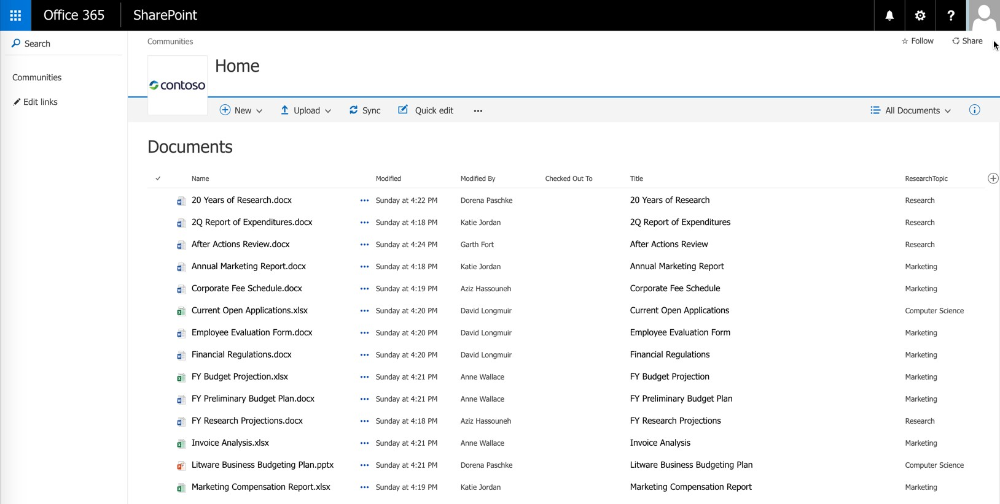 Office 365 SharePoint ?
Search
Communities
Edit links
Communities
Follow Share
contoso
Home
New Upload Sync Quick edit ... All Documents
Documents
Name Modified Modified By Checked Out To Title ResearchTopic
20 Years of Research.docx ... Sunday at 4:22 PM Dorena Paschke 20 Years of Research Research
2Q Report of Expenditures.docx ... Sunday at 4:18 PM Katie Jordan 2Q Report of Expenditures Research
After Actions Review.docx ... Sunday at 4:24 PM Garth Fort After Actions Review Research
Annual Marketing Report.docx ... Sunday at 4:18 PM Katie Jordan Annual Marketing Report Marketing
Corporate Fee Schedule.docx ... Sunday at 4:19 PM Aziz Hassouneh Corporate Fee Schedule Marketing
Current Open Applications.xlsx ... Sunday at 4:20 PM David Longmuir Current Open Applications Computer Science
Employee Evaluation Form.docx ... Sunday at 4:20 PM David Longmuir Employee Evaluation Form Marketing
Financial Regulations.docx ... Sunday at 4:20 PM David Longmuir Financial Regulations Marketing
FY Budget Projection.xlsx ... Sunday at 4:21 PM Anne Wallace FY Budget Projection Marketing
FY Preliminary Budget Plan.docx ... Sunday at 4:21 PM Anne Wallace FY Preliminary Budget Plan Marketing
FY Research Projections.docx ... Sunday at 4:18 PM Aziz Hassouneh FY Research Projections Research
Invoice Analysis.xlsx ... Sunday at 4:21 PM Anne Wallace Invoice Analysis Marketing
Litware Business Budgeting Plan.pptx ... Sunday at 4:21 PM Dorena Paschke Litware Business Budgeting Plan Computer Science
Marketing Compensation Report.xlsx ... Sunday at 4:19 PM Katie Jordan Marketing Compensation Report Marketing